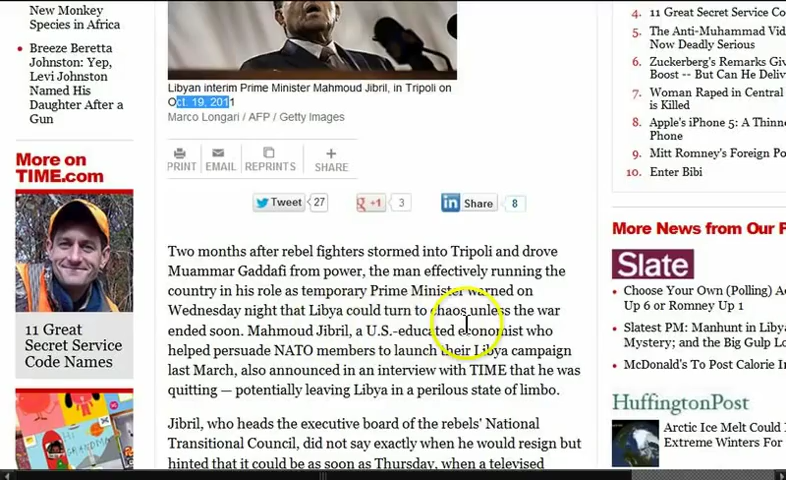 New Monkey
Species in Africa
Breeze Beretta
Johnston: Yep,
Levi Johnston
Named His
Daughter After a
Gun
More on
TIME.com
11 Great
Secret Service
Code Names
Libyan interim Prime Minister Mahmoud Jibril, in Tripoli on
Oct. 19, 2011
Marco Longari / AFP / Getty Images
PRINT
EMAIL
REPRINTS
SHARE
Tweet 27
+1 3
in Share 8
Two months after rebel fighters stormed into Tripoli and drove
Muammar Gaddafi from power, the man effectively running the
country in his role as temporary Prime Minister warned on
Wednesday night that Libya could turn to chaos unless the war
ended soon. Mahmoud Jibril, a U.S.-educated economist who
helped persuade NATO members to launch their Libya campaign
last March, also announced in an interview with TIME that he was
quitting — potentially leaving Libya in a perilous state of limbo.
Jibril, who heads the executive board of the rebels' National
Transitional Council, did not say exactly when he would resign but
hinted that it could be as soon as Thursday, when a televised
4. 11 Great Secret Service Co
5. The Anti-Muhammad Vid
Now Deadly Serious
6. Zuckerberg's Remarks Giv
Boost -- But Can He Deliv
7. Woman Raped in Central
is Killed
8. Apple's iPhone 5: A Thinne
Phone
9. Mitt Romney's Foreign Po
10. Enter Bibi
More News from Our P
Slate
Choose Your Own (Polling) A
Up 6 or Romney Up 1
Slatest PM: Manhunt in Liby
Mystery; and the Big Gulp Lo
McDonald's To Post Calorie In
HUFFINGTONPOST
Arctic Ice Melt Could
Extreme Winters For